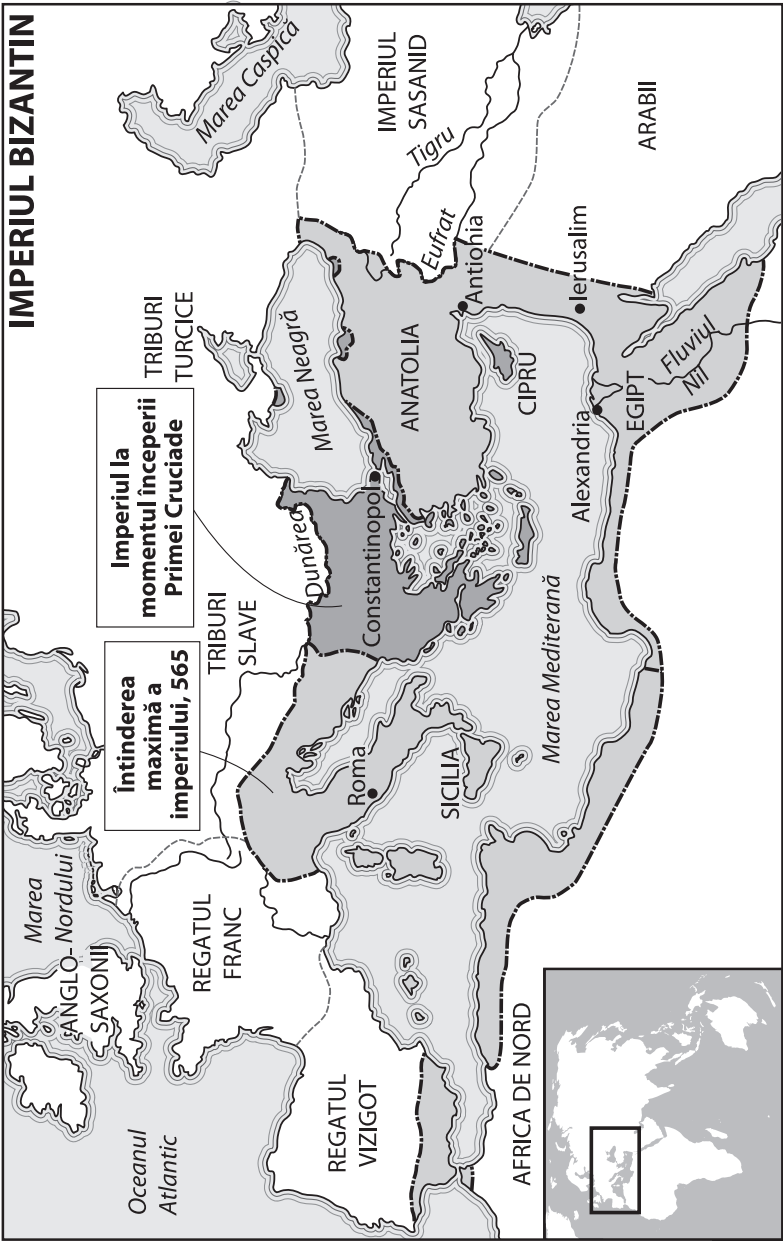 IMPERIUL BIZANTIN
Marea
Nordului
ANGLO-
SAXONII
Oceanul
Atlantic
REGATUL
FRANC
REGATUL
VIZIGOT
AFRICA DE NORD
Întinderea
maximă a
imperiului, 565
Imperiul la
momentul începerii
Primei Cruciade
TRIBURI
SLAVE
TRIBURI
TURCICE
Dunărea
Marea Neagră
Marea Caspică
Constantinopol
Roma
SICILIA
Marea Mediterană
ANATOLIA
CIPRU
Antiohia
Ierusalim
Alexandria
EGIPT
Fluviul
Nil
Eufrat
Tigru
IMPERIUL
SASANID
ARABII